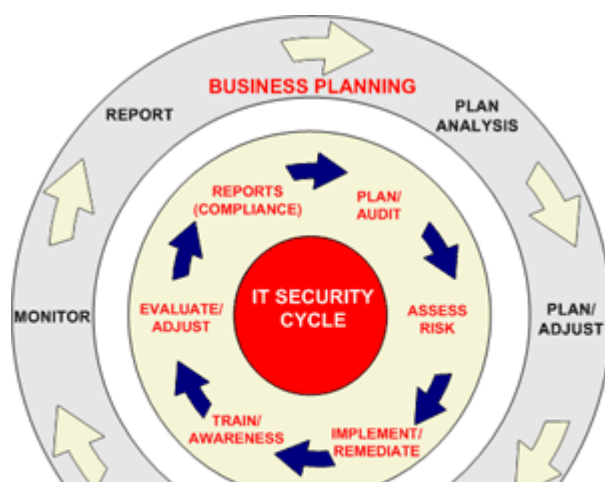 BUSINESS PLANNING
REPORT
PLAN
ANALYSIS
MONITOR
PLAN/
ADJUST
REPORTS
(COMPLIANCE)
PLAN/
AUDIT
EVALUATE/
ADJUST
IT SECURITY
CYCLE
ASSESS
RISK
TRAIN/
AWARENESS
IMPLEMENT/
REMEDIATE